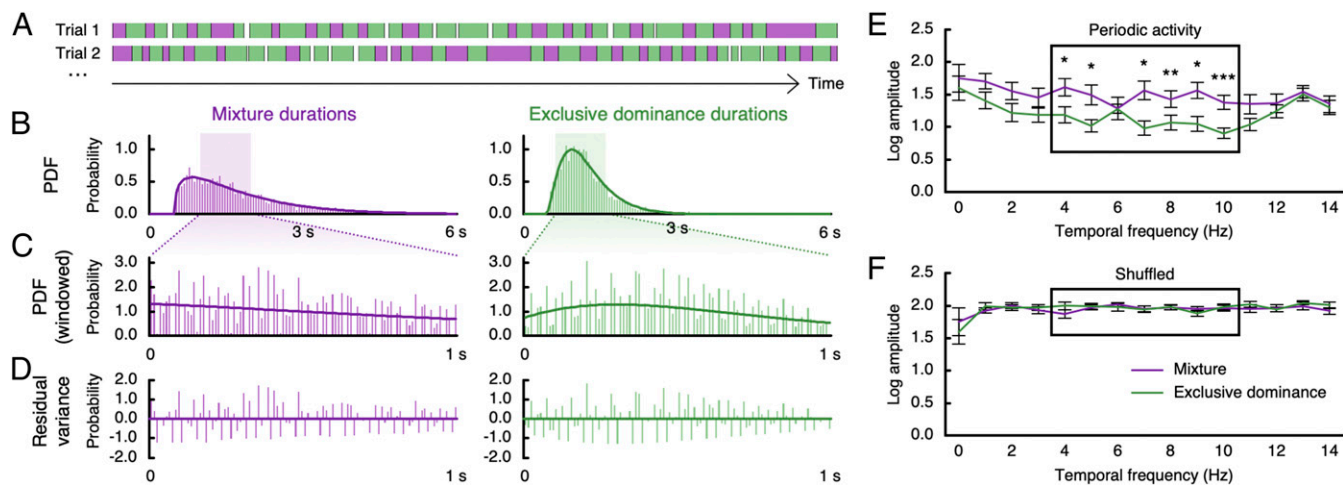 A
Trial 1
Trial 2
...
Time
B
Mixture durations
Exclusive dominance durations
PDF
Probability
1.0
0.5
0.0
0
3 s
6 s
1.0
0.5
0.0
0
3 s
6 s
C
PDF
(windowed)
Probability
3.0
2.0
1.0
0.0
0
1 s
3.0
2.0
1.0
0.0
0
1 s
D
Residual
variance
Probability
2.0
1.0
0.0
-1.0
-2.0
0
1 s
2.0
1.0
0.0
-1.0
-2.0
0
1 s
E
Periodic activity
Log amplitude
2.5
2.0
1.5
1.0
0.5
0.0
* * * ** * ***
0 2 4 6 8 10 12 14
Temporal frequency (Hz)
F
Shuffled
Log amplitude
2.5
2.0
1.5
1.0
0.5
0.0
Mixture
Exclusive dominance
0 2 4 6 8 10 12 14
Temporal frequency (Hz)